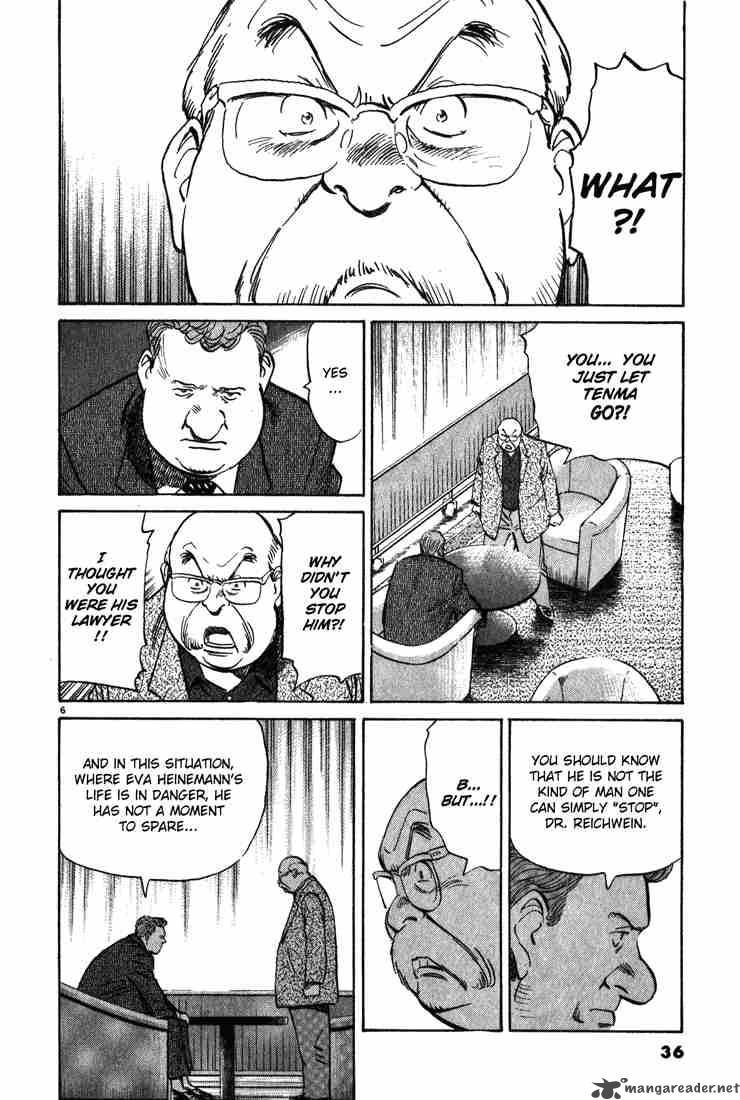 WHAT
?!
YOU... YOU
JUST LET
TENMA
GO?!
YES
...
WHY
DIDN'T
YOU
STOP
HIM?!
I
THOUGHT
YOU
WERE HIS
LAWYER
!!
6
YOU SHOULD KNOW
THAT HE IS NOT THE
KIND OF MAN ONE
CAN SIMPLY "STOP",
DR. REICHWEIN.
B...
BUT...!!
AND IN THIS SITUATION,
WHERE EVA HEINEMANN'S
LIFE IS IN DANGER, HE
HAS NOT A MOMENT
TO SPARE...
36
mangareader.net